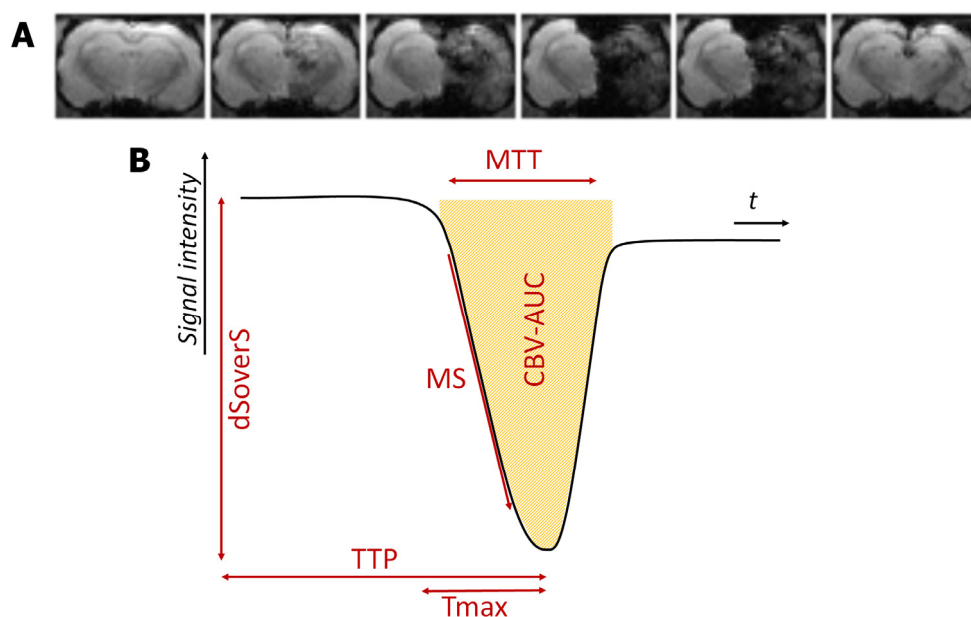 A
B
MTT
Signal intensity
t
CBV-AUC
dSoverS
MS
TTP
Tmax